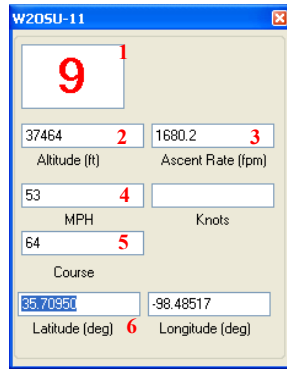 W2OSU-11
1
9
37464 2 1680.2 3
Altitude (ft) Ascent Rate (fpm)
53 4
MPH Knots
64 5
Course
35.70950 -98.48517
Latitude (deg) 6 Longitude (deg)